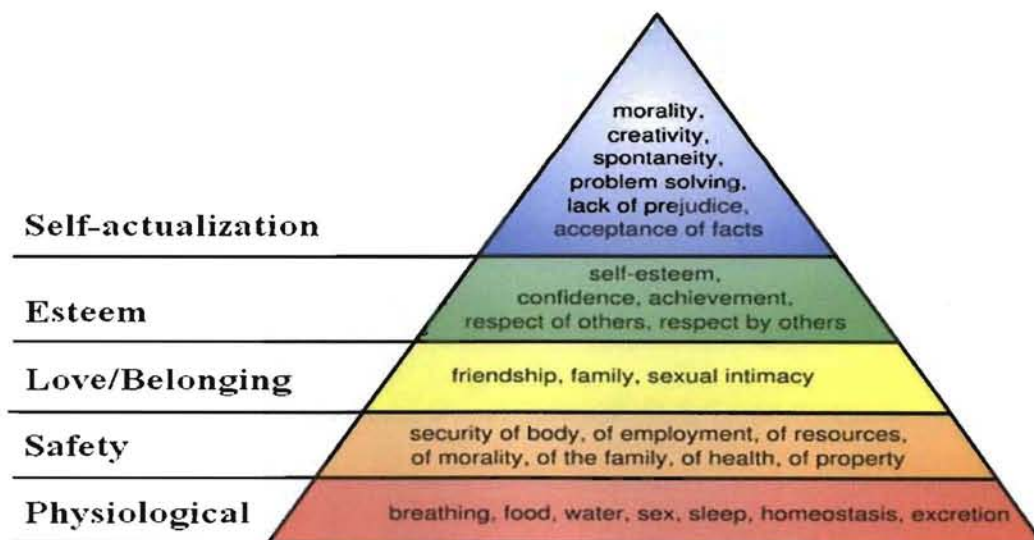 morality,
creativity,
spontaneity,
problem solving,
lack of prejudice,
acceptance of facts
Self-actualization
self-esteem,
confidence, achievement,
respect of others, respect by others
Esteem
friendship, family, sexual intimacy
Love/Belonging
security of body, of employment, of resources,
of morality, of the family, of health, of property
Safety
breathing, food, water, sex, sleep, homeostasis, excretion
Physiological